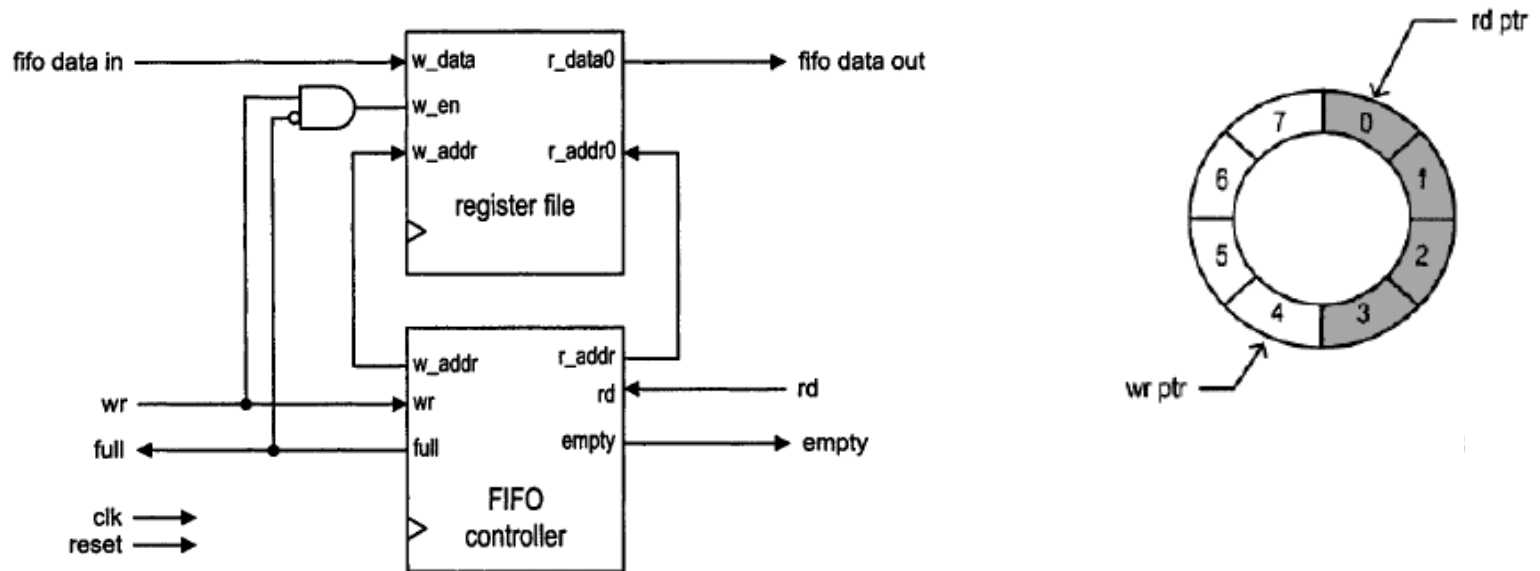 fifo data in
w_data
r_data0
fifo data out
w_en
w_addr
r_addr0
register file
w_addr
r_addr
wr
wr
rd
rd
full
full
empty
empty
FIFO
controller
clk
reset
rd ptr
0
1
2
3
4
5
6
7
wr ptr